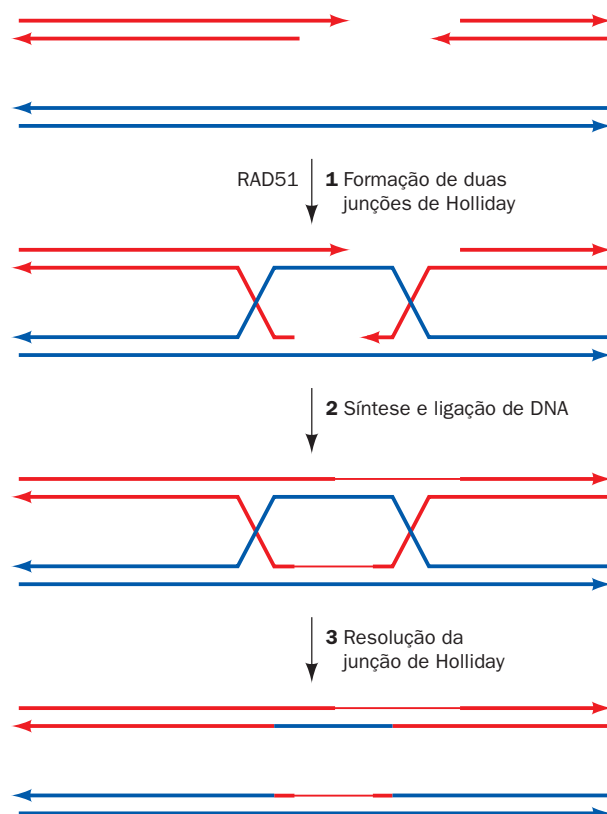 RAD51
1 Formação de duas
junções de Holliday
2 Síntese e ligação de DNA
3 Resolução da
junção de Holliday